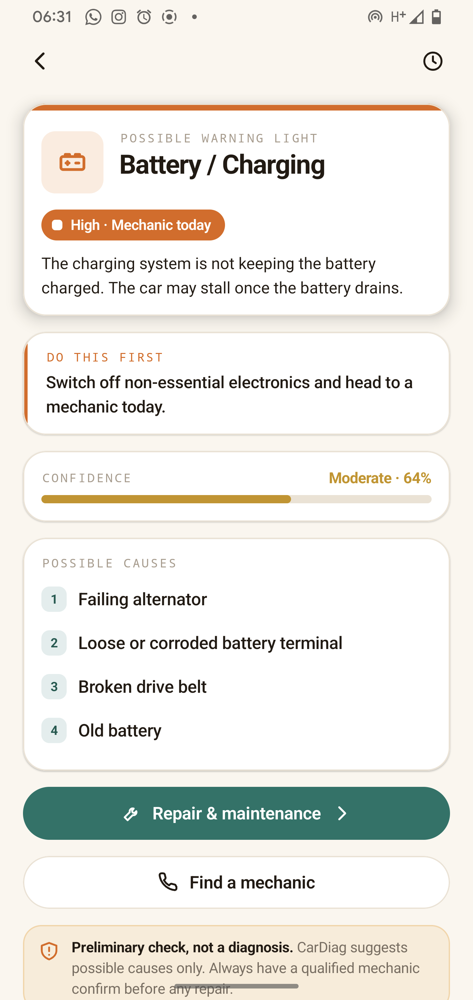 06:31
H+
POSSIBLE WARNING LIGHT
Battery / Charging
High · Mechanic today
The charging system is not keeping the battery
charged. The car may stall once the battery drains.
DO THIS FIRST
Switch off non-essential electronics and head to a
mechanic today.
CONFIDENCE
Moderate · 64%
POSSIBLE CAUSES
1 Failing alternator
2 Loose or corroded battery terminal
3 Broken drive belt
4 Old battery
Repair & maintenance
Find a mechanic
Preliminary check, not a diagnosis. CarDiag suggests
possible causes only. Always have a qualified mechanic
confirm before any repair.